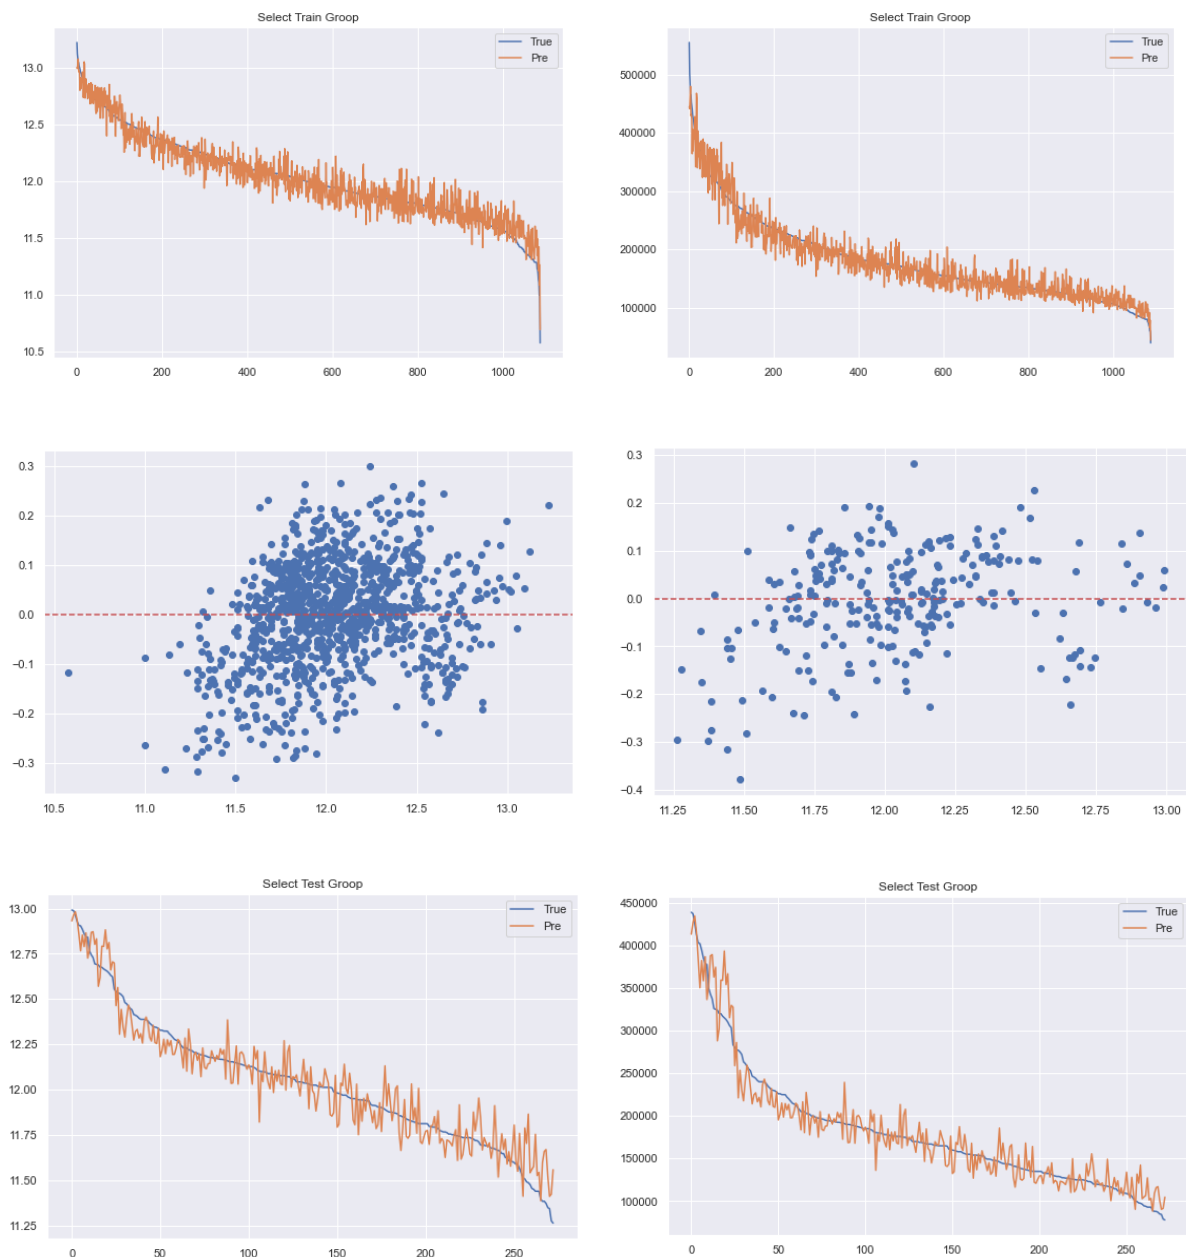 Select Train Groop
True
Pre
13.0
12.5
12.0
11.5
11.0
10.5
0 200 400 600 800 1000
Select Train Groop
True
Pre
500000
400000
300000
200000
100000
0 200 400 600 800 1000
0.3
0.2
0.1
0.0
−0.1
−0.2
−0.3
10.5 11.0 11.5 12.0 12.5 13.0
0.3
0.2
0.1
0.0
−0.1
−0.2
−0.3
−0.4
11.25 11.50 11.75 12.00 12.25 12.50 12.75 13.00
Select Test Groop
True
Pre
13.00
12.75
12.50
12.25
12.00
11.75
11.50
11.25
0 50 100 150 200 250
Select Test Groop
True
Pre
450000
400000
350000
300000
250000
200000
150000
100000
0 50 100 150 200 250